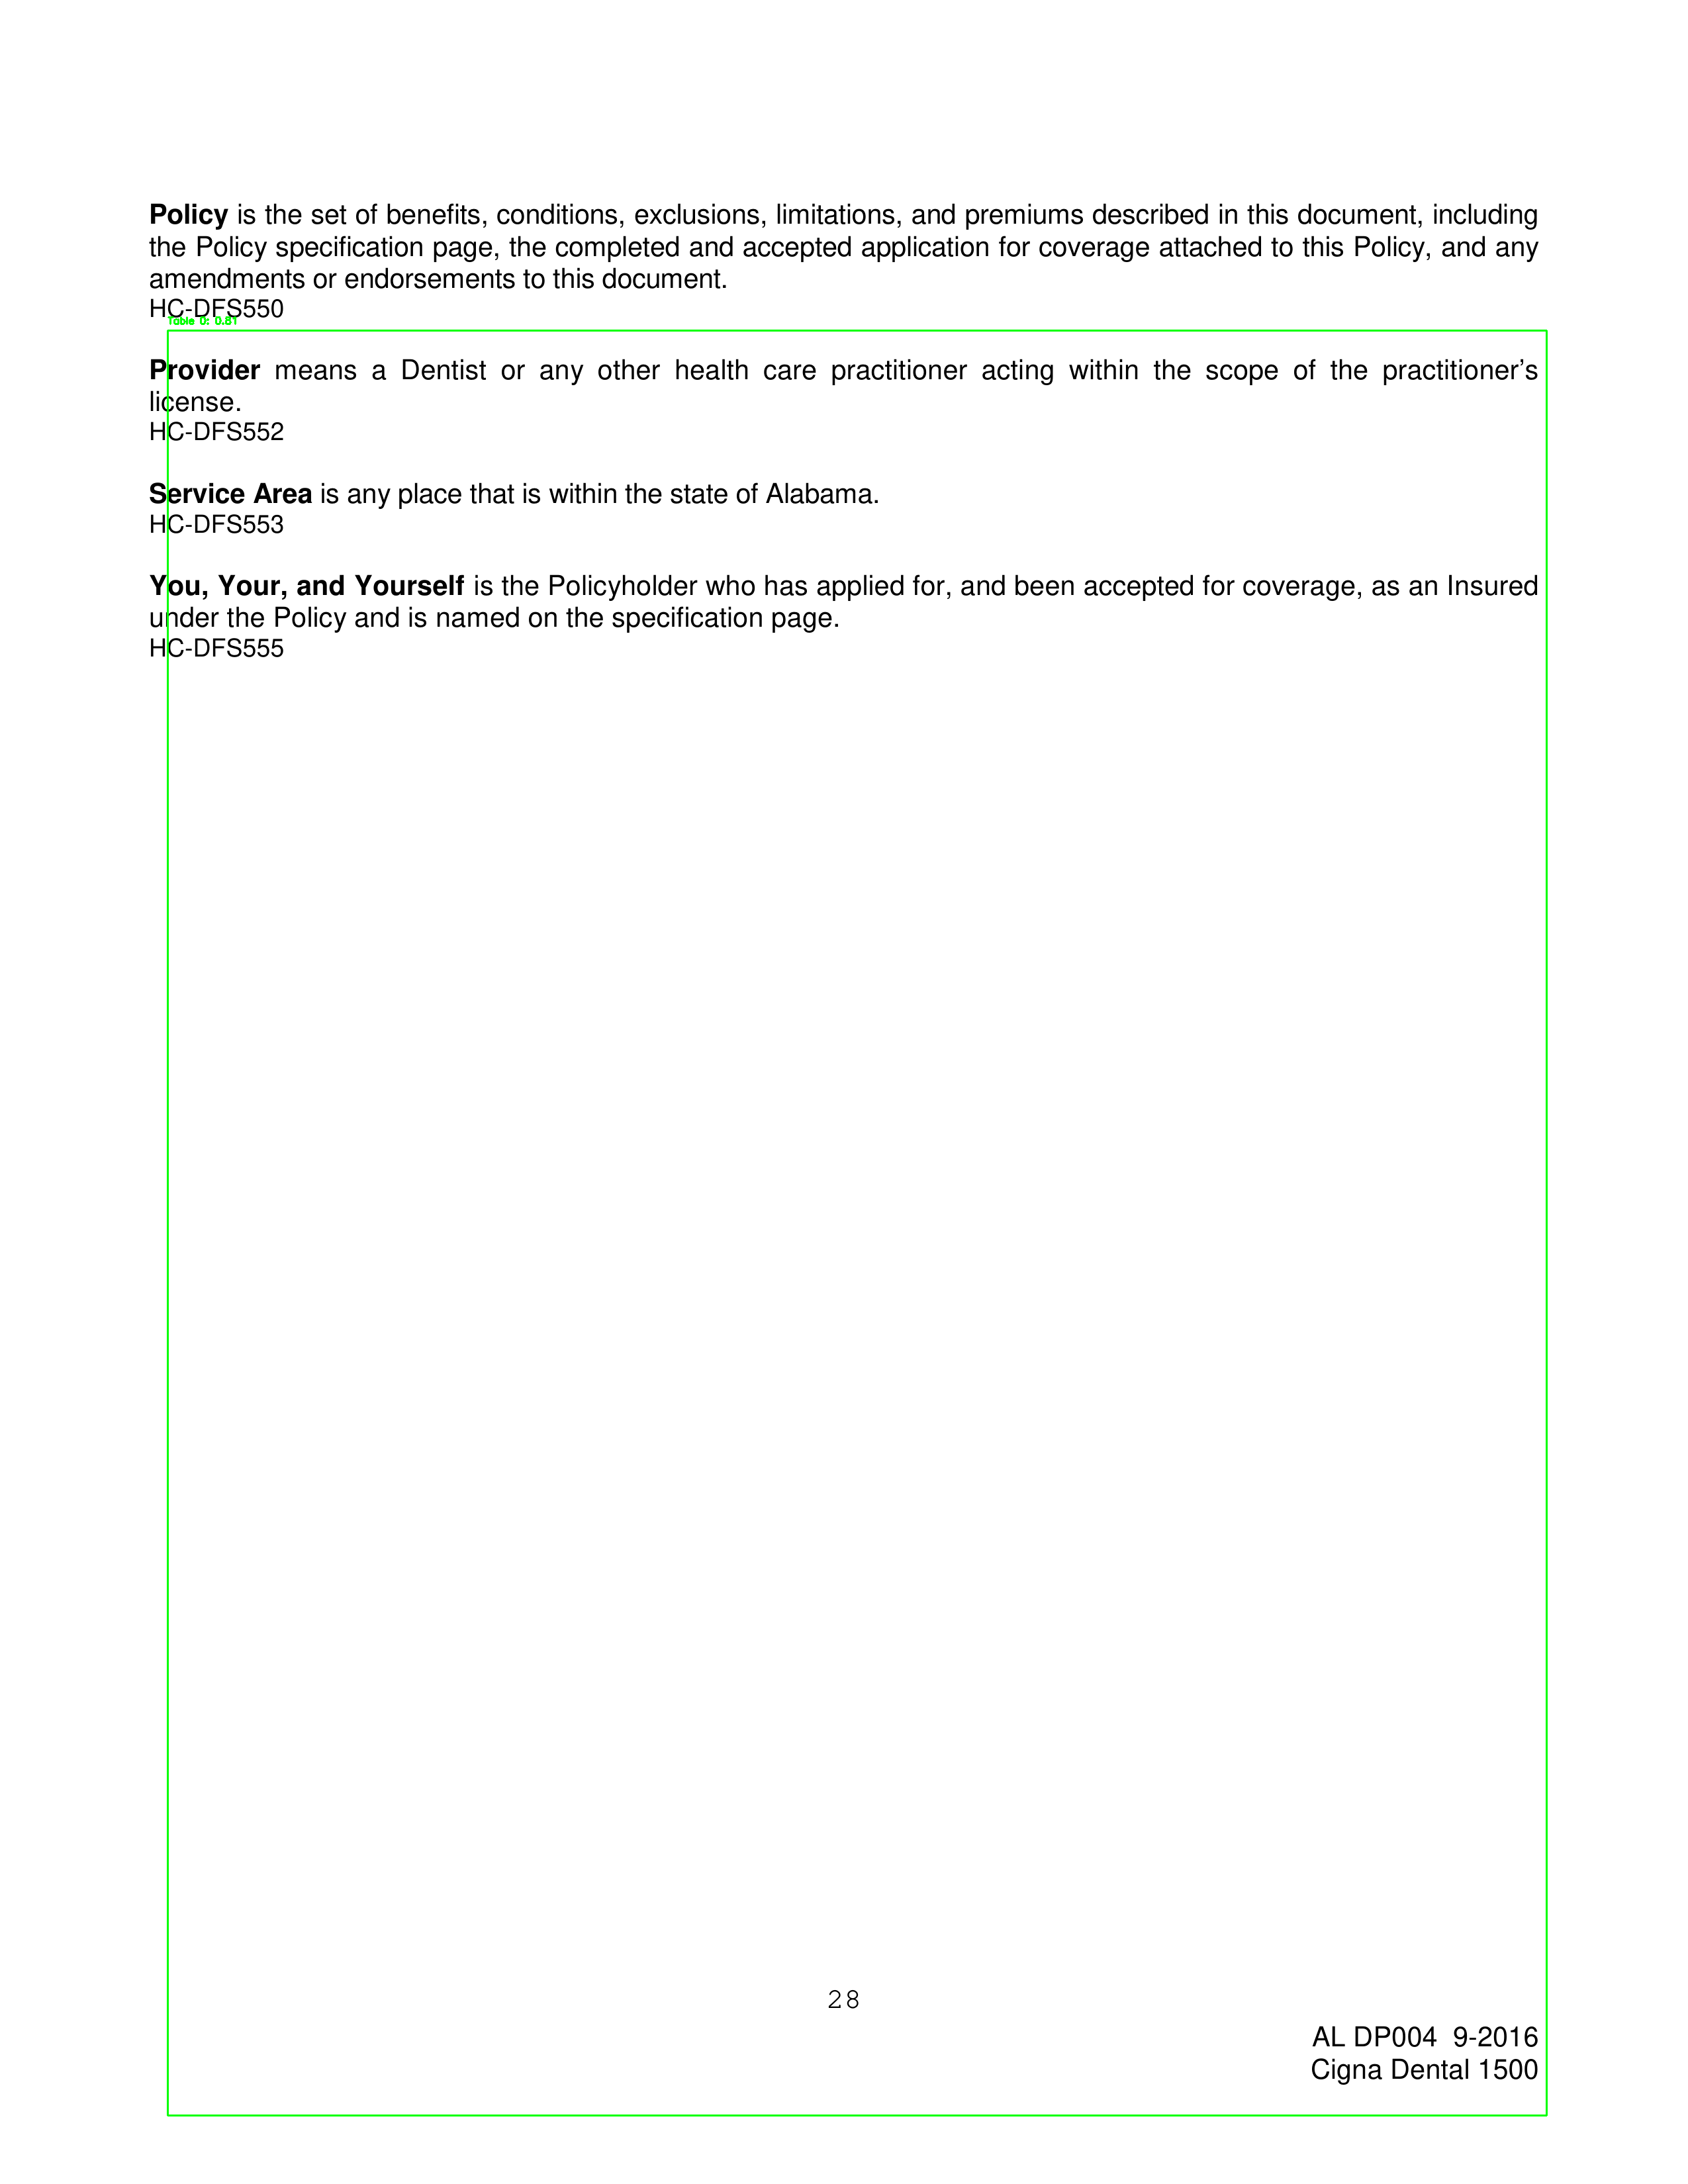 Policy is the set of benefits, conditions, exclusions, limitations, and premiums described in this document, including
the Policy specification page, the completed and accepted application for coverage attached to this Policy, and any
amendments or endorsements to this document.
HC-DFS550
Table 0: 0.81
Provider means a Dentist or any other health care practitioner acting within the scope of the practitioner’s
license.
HC-DFS552
Service Area is any place that is within the state of Alabama.
HC-DFS553
You, Your, and Yourself is the Policyholder who has applied for, and been accepted for coverage, as an Insured
under the Policy and is named on the specification page.
HC-DFS555
28
AL DP004 9-2016
Cigna Dental 1500